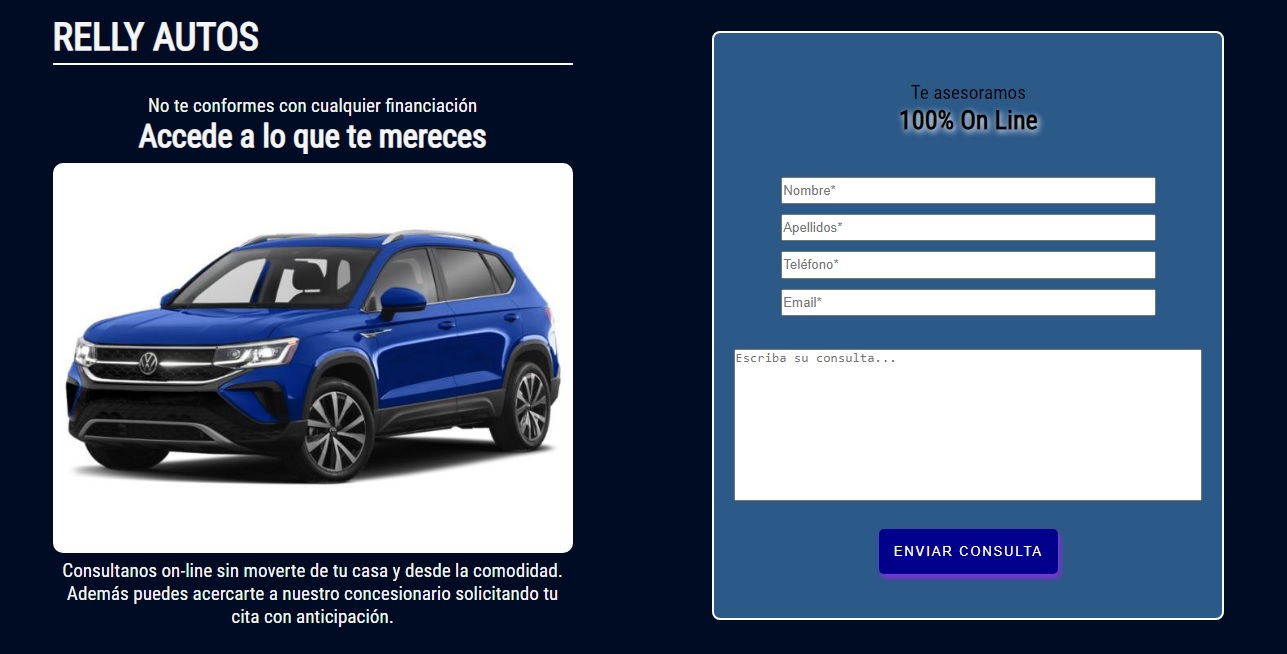 RELLY AUTOS
No te conformes con cualquier financiación
Accede a lo que te mereces
Consultanos on-line sin moverte de tu casa y desde la comodidad.
Además puedes acercarte a nuestro concesionario solicitando tu
cita con anticipación.
Te asesoramos
100% On Line
Nombre*
Apellidos*
Teléfono*
Email*
Escriba su consulta...
ENVIAR CONSULTA